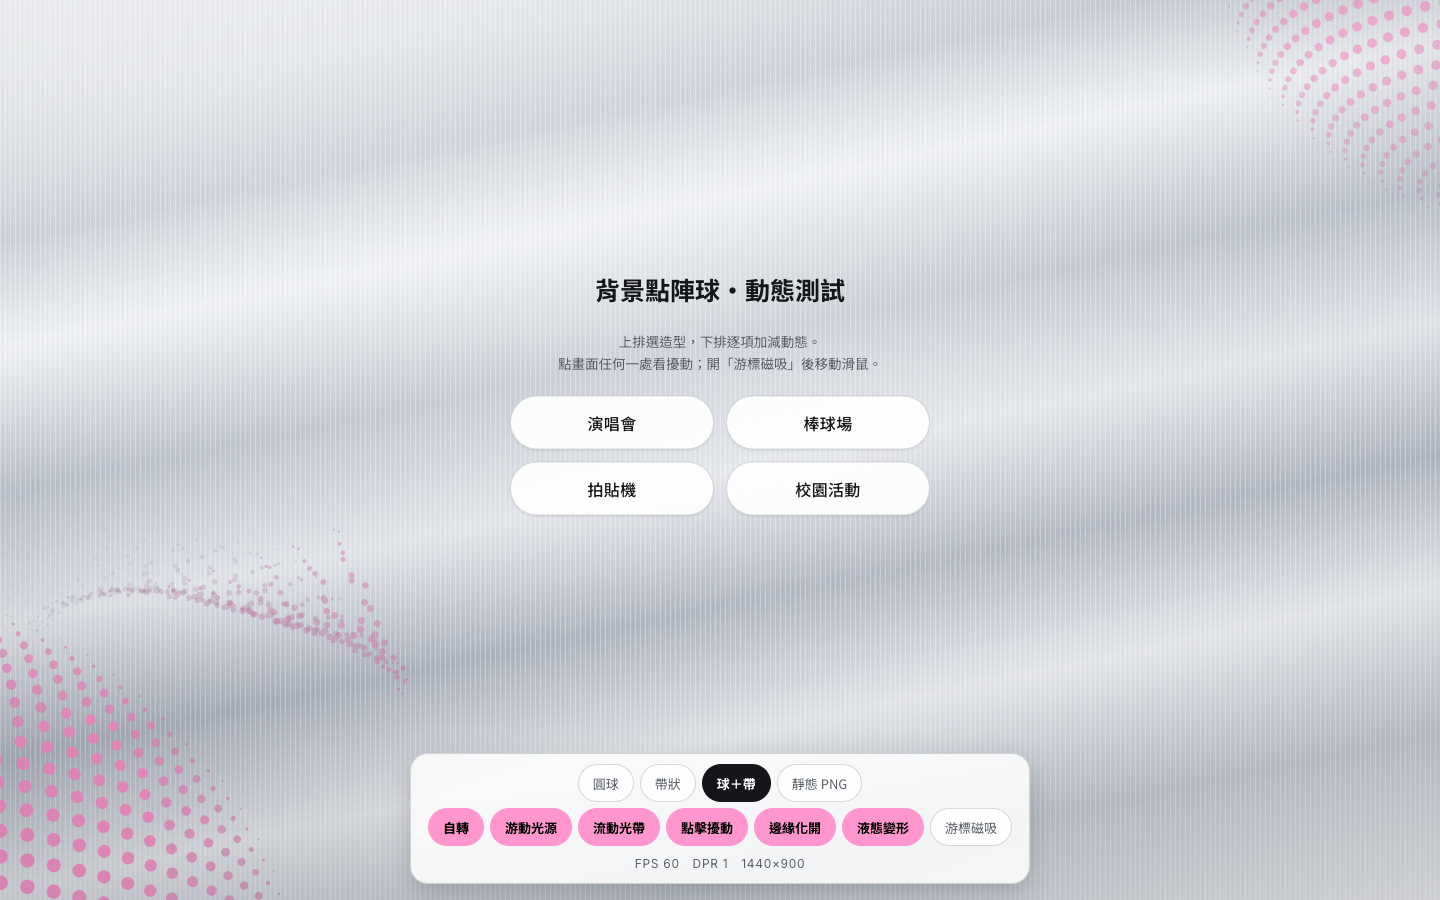 背景點陣球・動態測試
上排選造型，下排逐項加減動態。
點畫面任何一處看擾動；開「游標磁吸」後移動滑鼠。
演唱會 棒球場
拍貼機 校園活動
圓球 帶狀 球＋帶 靜態 PNG
自轉 游動光源 流動光帶 點擊擾動 邊緣化開 液態變形 游標磁吸
FPS 60 DPR 1 1440×900